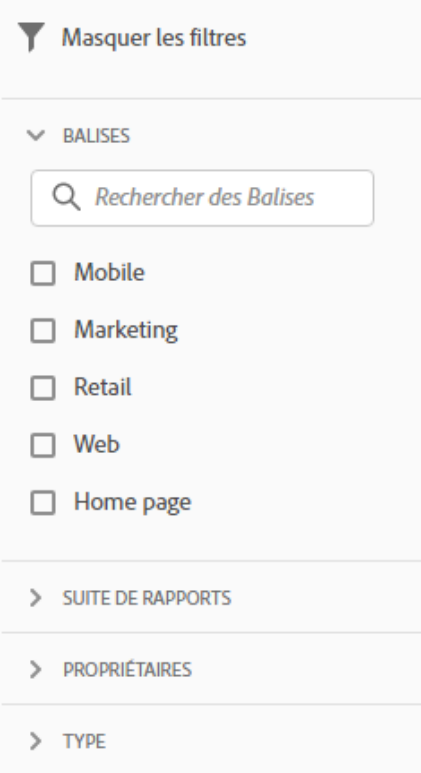 Masquer les filtres
BALISES
Rechercher des Balises
Mobile
Marketing
Retail
Web
Home page
SUITE DE RAPPORTS
PROPRIÉTAIRES
TYPE